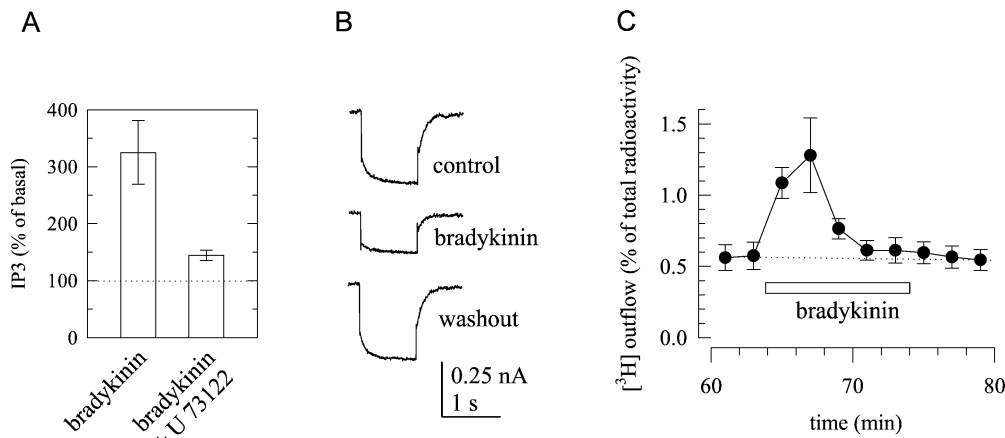 A
B
C
IP3 (% of basal)
400
300
200
100
0
bradykinin
bradykinin
U 73122
control
bradykinin
washout
0.25 nA
1 s
[³H] outflow (% of total radioactivity)
1.5
1.0
0.5
0.0
bradykinin
60
70
80
time (min)